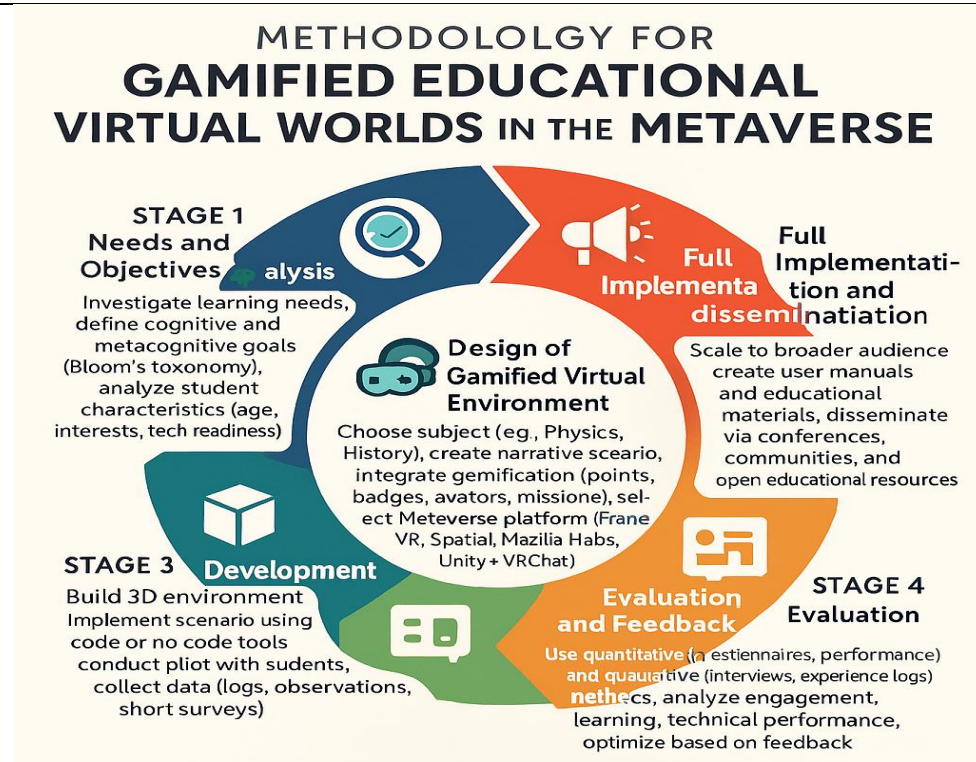 METHODOLOLGY FOR
GAMIFIED EDUCATIONAL
VIRTUAL WORLDS IN THE METAVERSE
STAGE 1
Needs and
Objectives alysis
Investigate learning needs,
define cognitive and
metacognitive goals
(Bloom's toxonomy),
analyze student
characteristics (age,
interests, tech readiness)
Full
Implementa
dissemin
Full
Implementati-
tion and
natiation
Scale to broader audience
create user manuals
and educational
materials, disseminate
via conferences,
communities, and
open educational resources
Design of
Gamified Virtual
Environment
Choose subject (eg., Physics,
History), create narrative sceario,
integrate gemification (points,
badges, avators, missione), sel-
ect Meteverse platform (Frane
VR, Spatial, Mazilia Habs,
Unity + VRChat)
STAGE 3
Development
Build 3D environment
Implement scenario using
code or no code tools
conduct pliot with sudents,
collect data (logs, observations,
short surveys)
Evaluation
and Feedback
STAGE 4
Evaluation
Use quantitative estiennaires, performance)
and (interviews, experience logs)
analyze engagement,
learning, technical performance,
optimize based on feedback